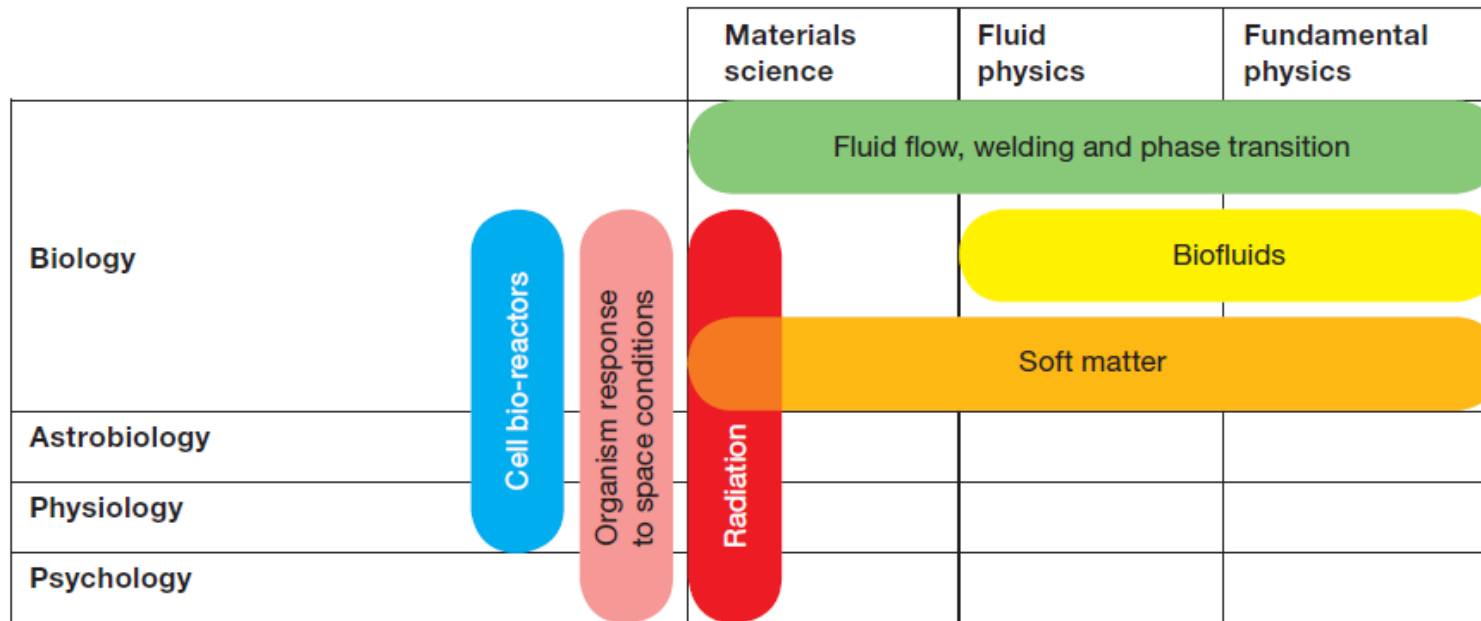 Materials
science
Fluid
physics
Fundamental
physics
Fluid flow, welding and phase transition
Biology
Biofluids
Soft matter
Cell bio-reactors
Organism response
to space conditions
Radiation
Astrobiology
Physiology
Psychology